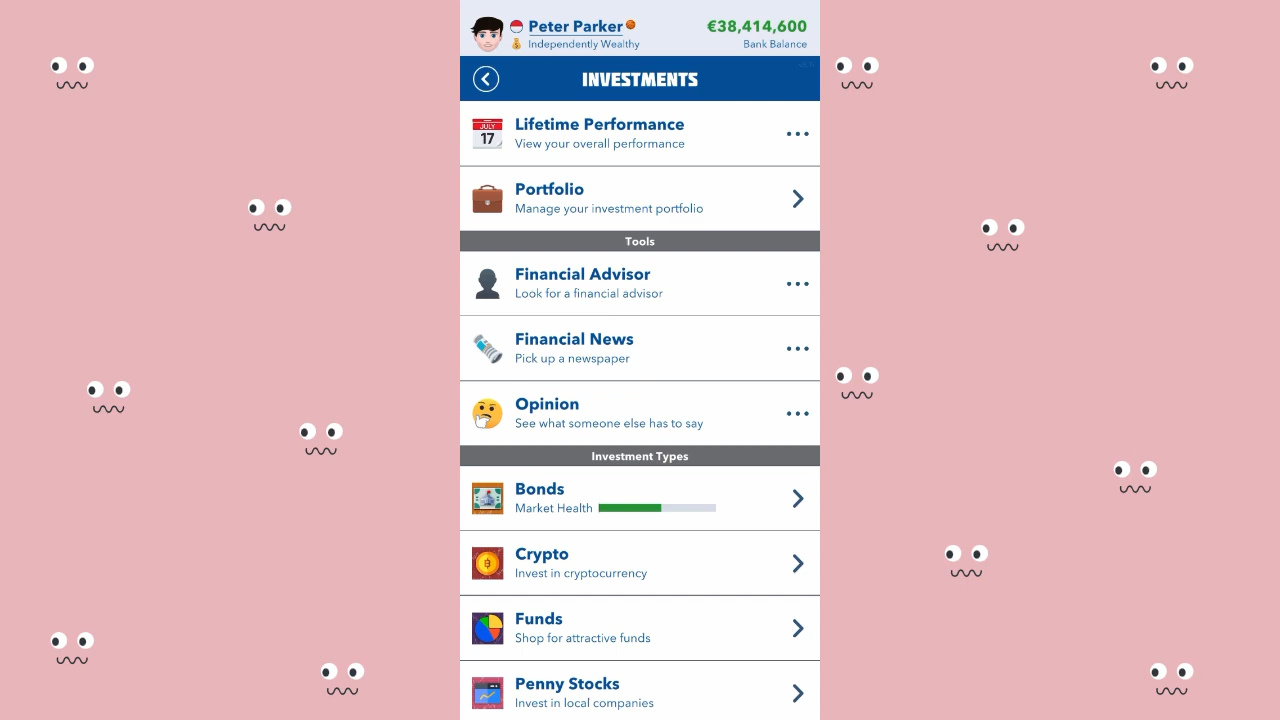 Peter Parker
€38,414,600
Independently Wealthy
Bank Balance
INVESTMENTS
JULY
17
Lifetime Performance
View your overall performance
Portfolio
Manage your investment portfolio
Tools
Financial Advisor
Look for a financial advisor
Financial News
Pick up a newspaper
Opinion
See what someone else has to say
Investment Types
Bonds
Market Health
Crypto
Invest in cryptocurrency
Funds
Shop for attractive funds
Penny Stocks
Invest in local companies